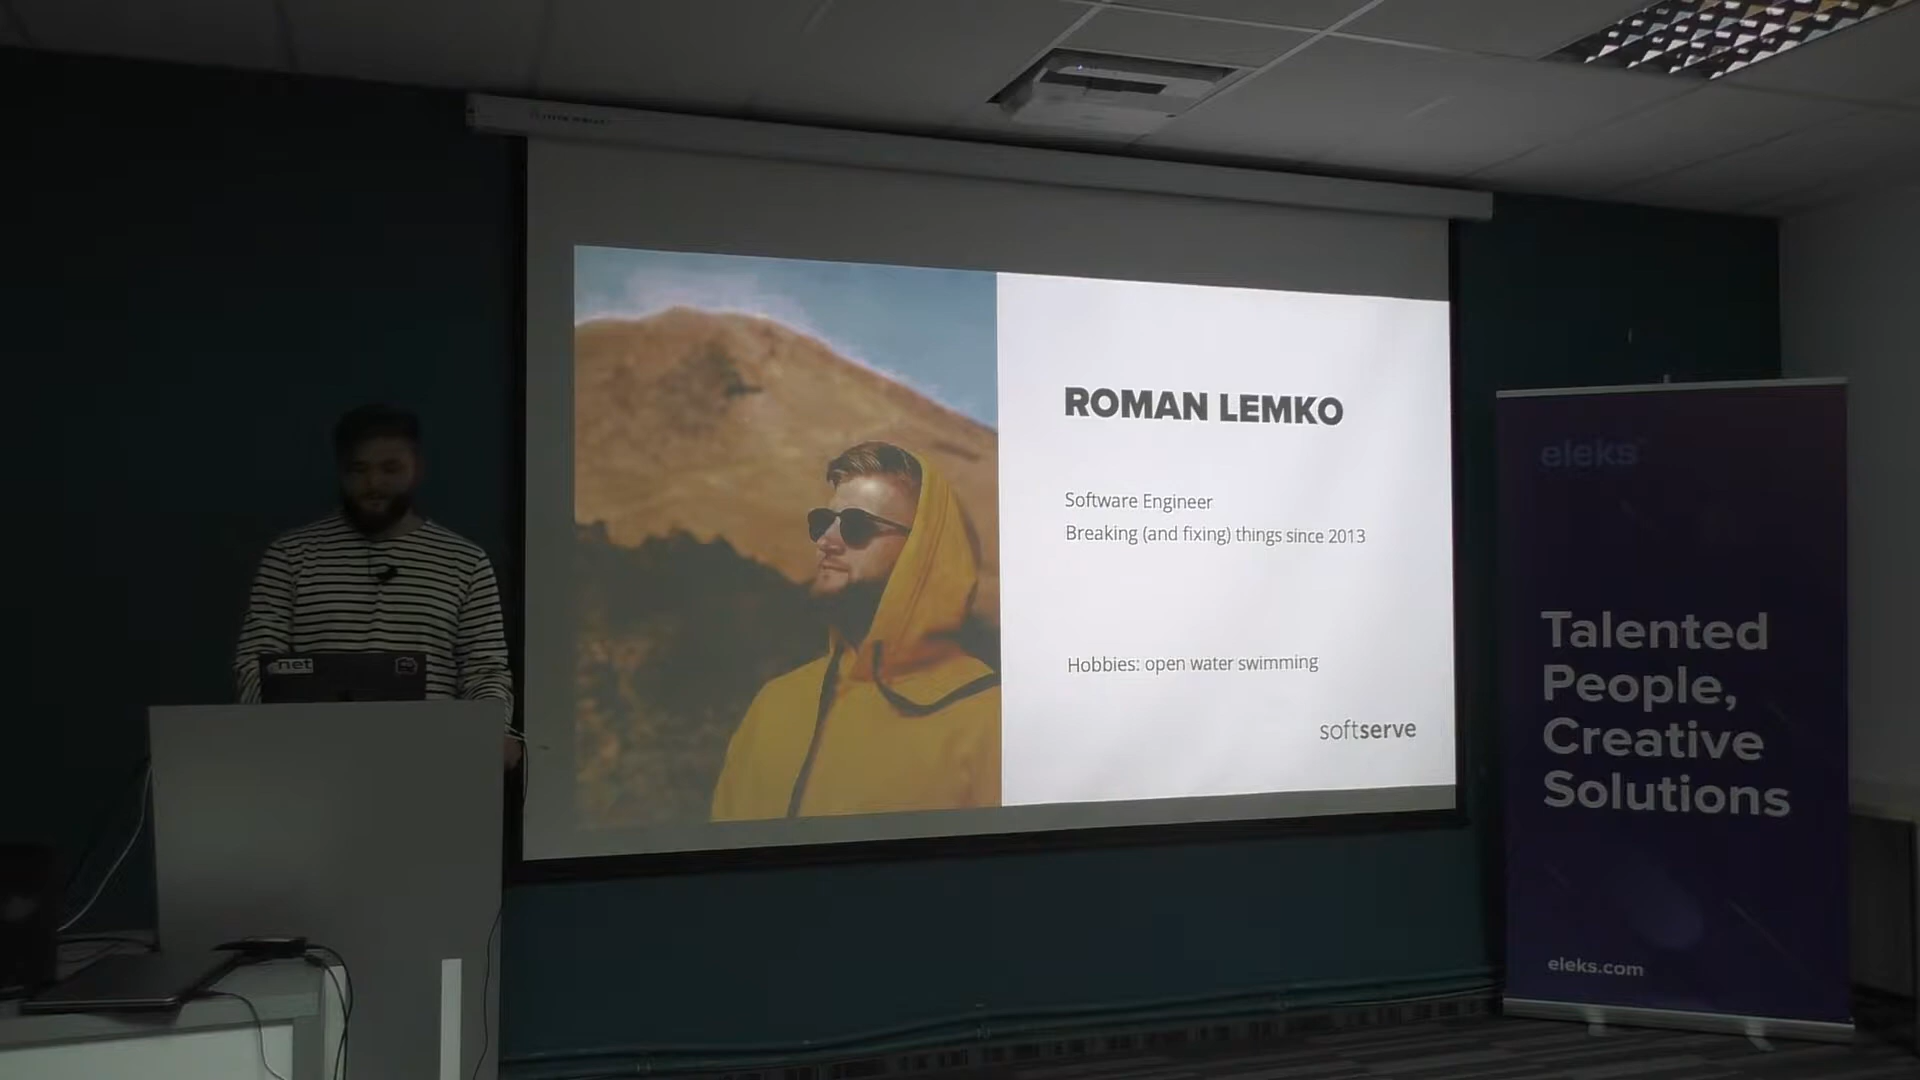 ROMAN LEMKO
Software Engineer
Breaking (and fixing) things since 2013
Hobbies: open water swimming
softserve
.net
eleks
Talented
People,
Creative
Solutions
eleks.com